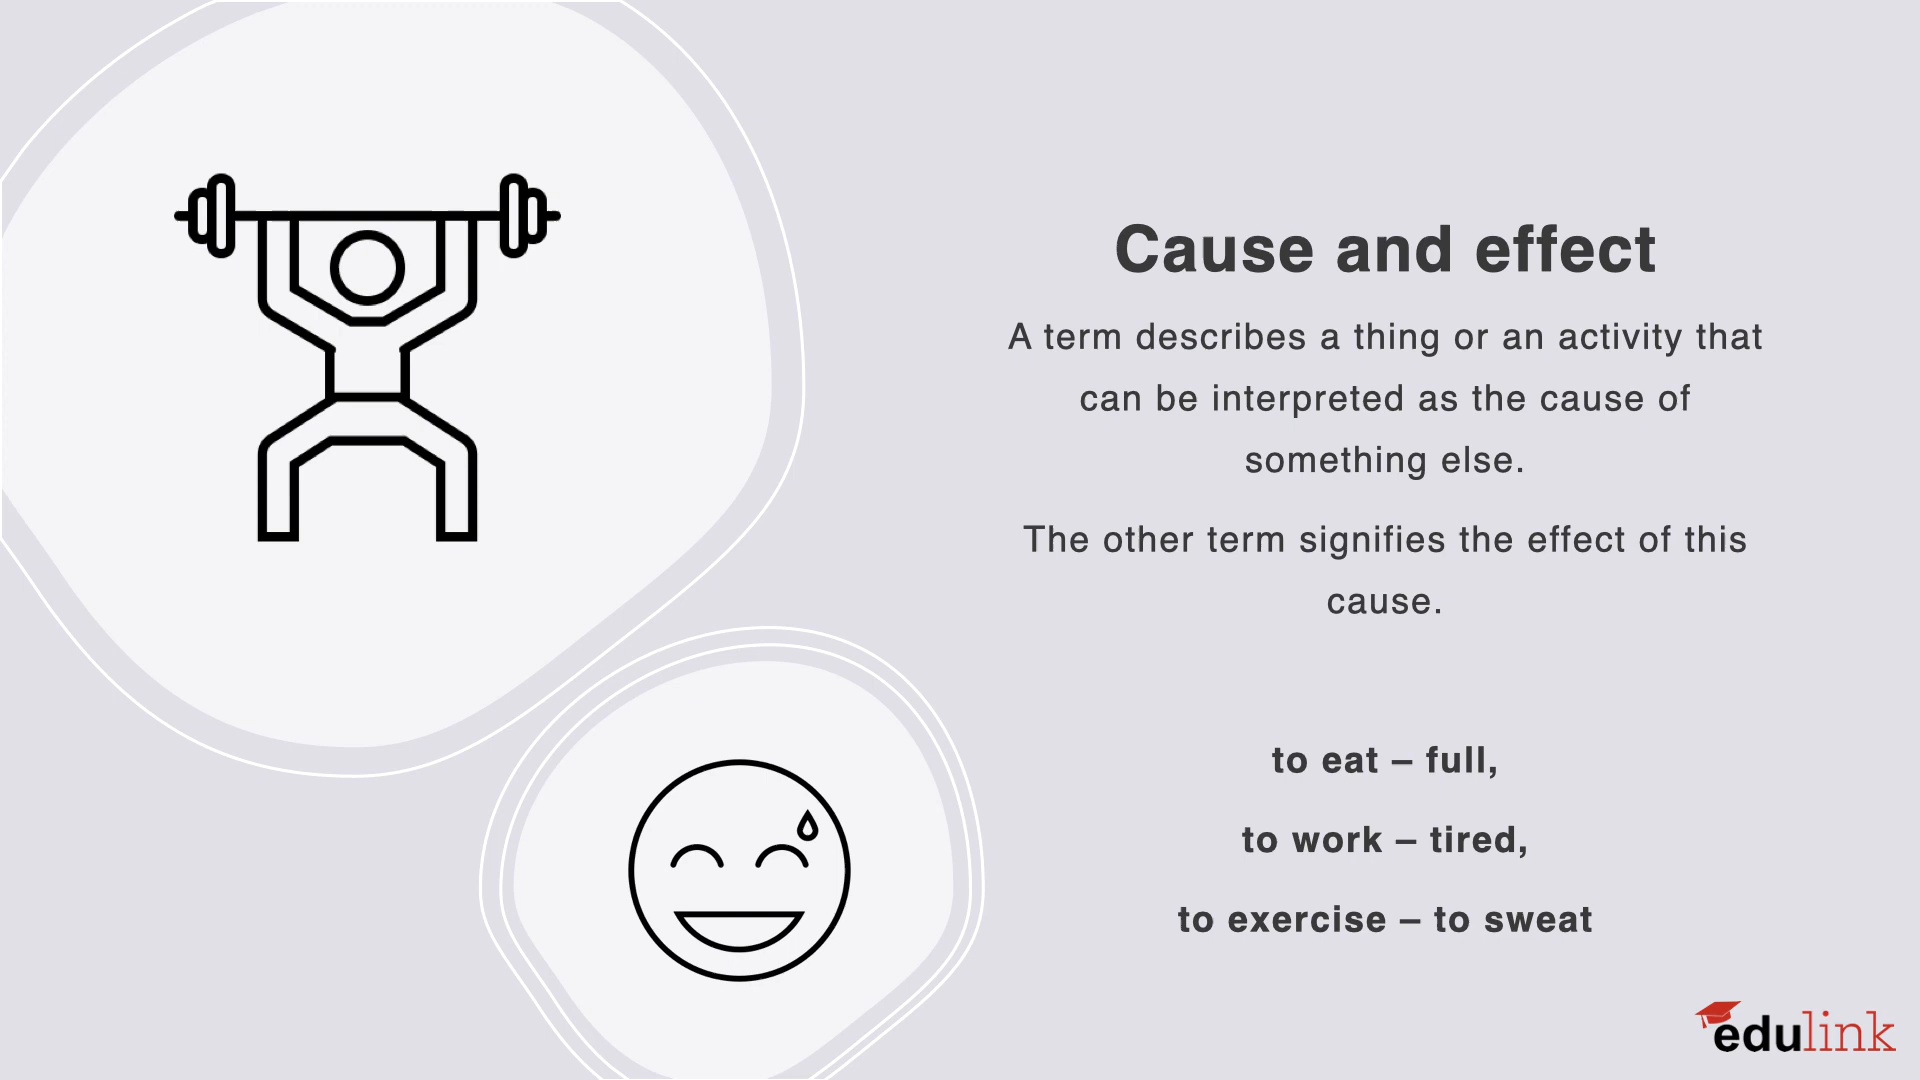 Cause and effect
A term describes a thing or an activity that
can be interpreted as the cause of
something else.
The other term signifies the effect of this
cause.
to eat – full,
to work – tired,
to exercise – to sweat
edulink